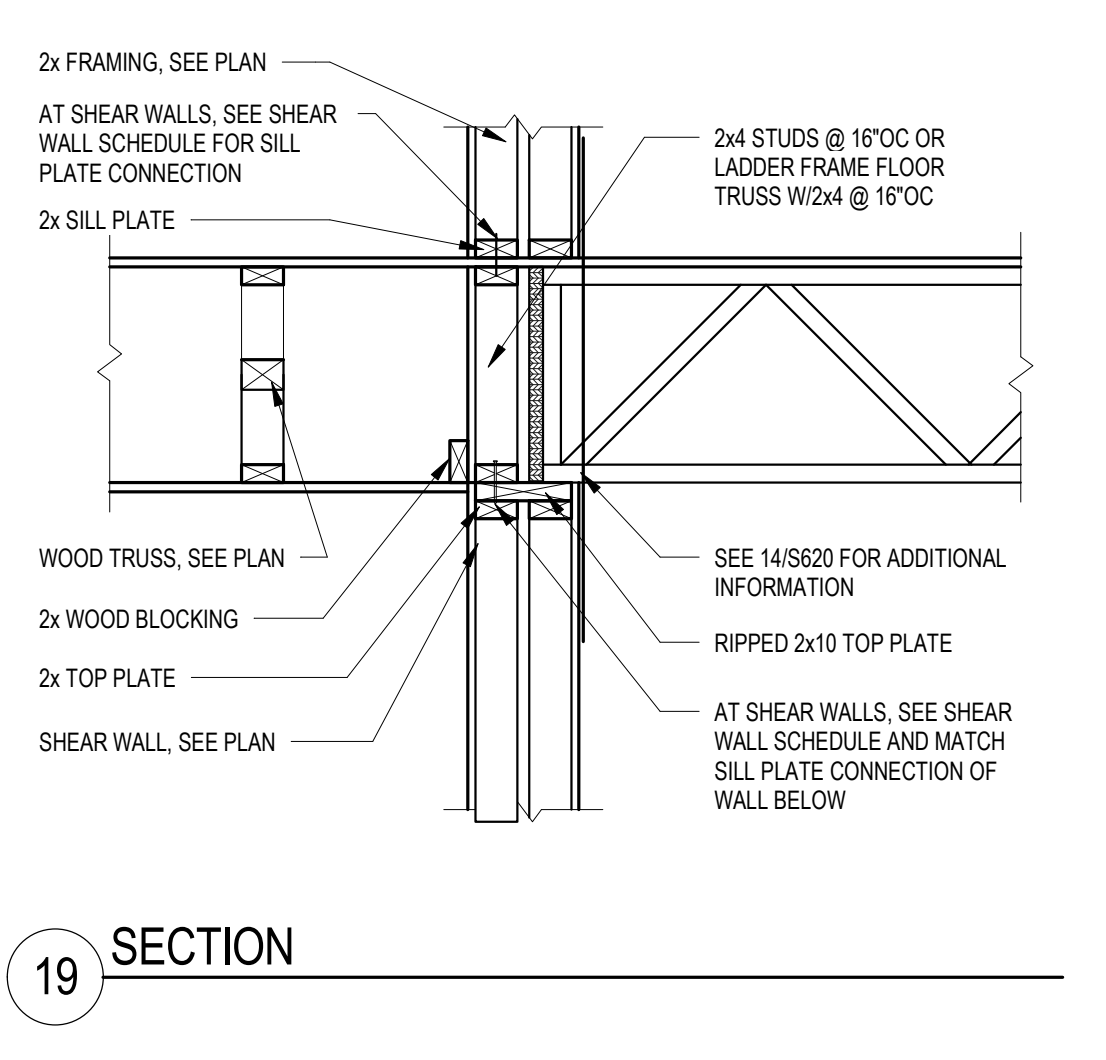 2x FRAMING, SEE PLAN
AT SHEAR WALLS, SEE SHEAR
WALL SCHEDULE FOR SILL
PLATE CONNECTION
2x SILL PLATE
2x4 STUDS @ 16"OC OR
LADDER FRAME FLOOR
TRUSS W/2x4 @ 16"OC
WOOD TRUSS, SEE PLAN
2x WOOD BLOCKING
2x TOP PLATE
SHEAR WALL, SEE PLAN
SEE 14/S620 FOR ADDITIONAL
INFORMATION
RIPPED 2x10 TOP PLATE
AT SHEAR WALLS, SEE SHEAR
WALL SCHEDULE AND MATCH
SILL PLATE CONNECTION OF
WALL BELOW
19
SECTION